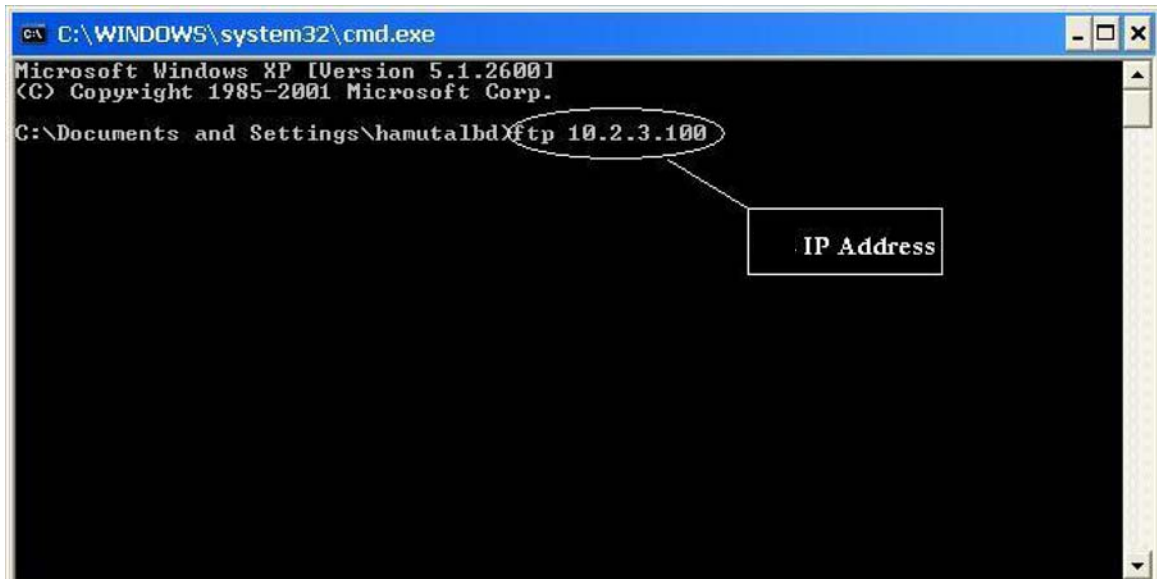 C:\WINDOWS\system32\cmd.exe
Microsoft Windows XP [Version 5.1.2600]
(C) Copyright 1985-2001 Microsoft Corp.
C:\Documents and Settings\hamutalbd>ftp 10.2.3.100
IP Address